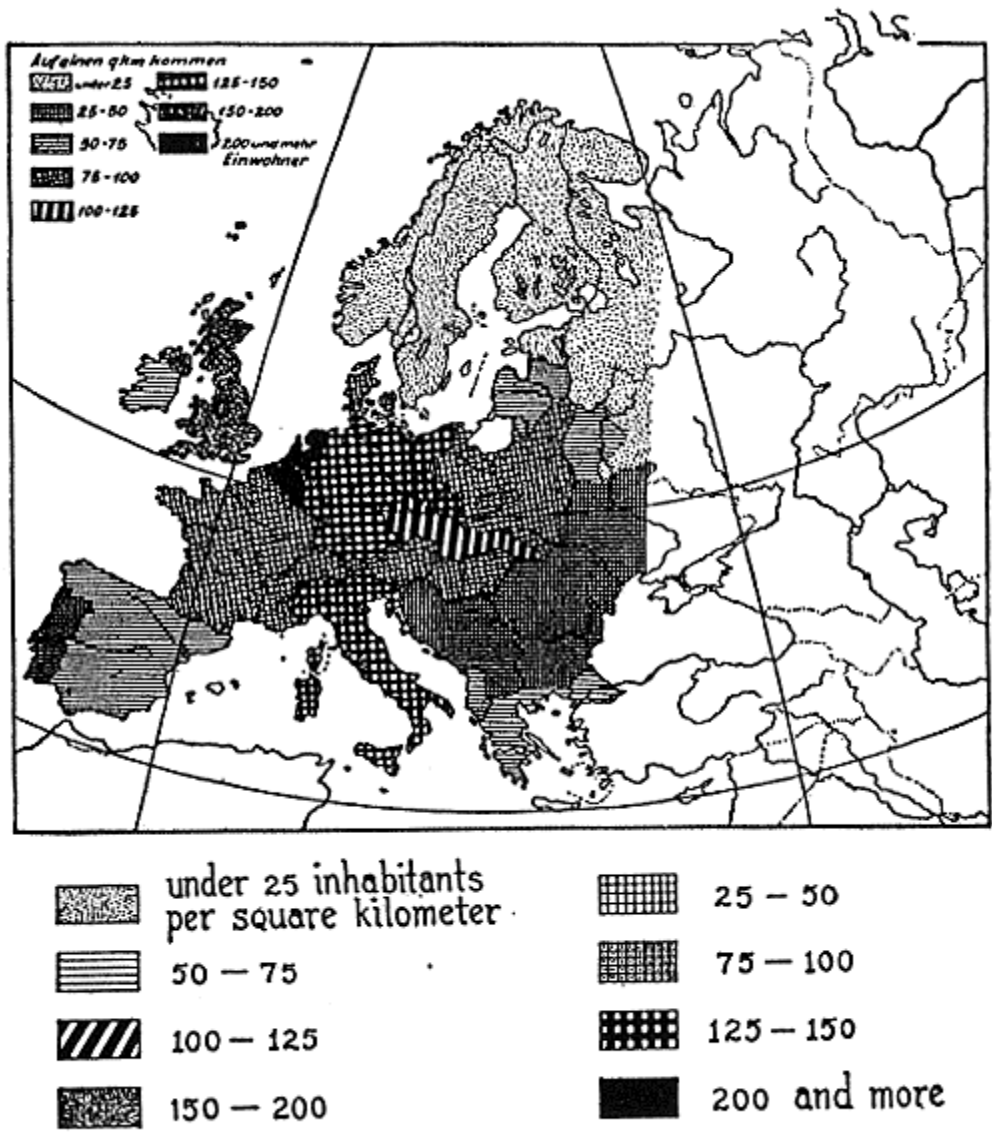 Auf einen qkm kommen
under 25
125-150
25-50
150-200
50-75
200 und mehr
Einwohner
75-100
100-125
under 25 inhabitants
per square kilometer
25 — 50
50 — 75
75 — 100
100 — 125
125 — 150
150 — 200
200 and more